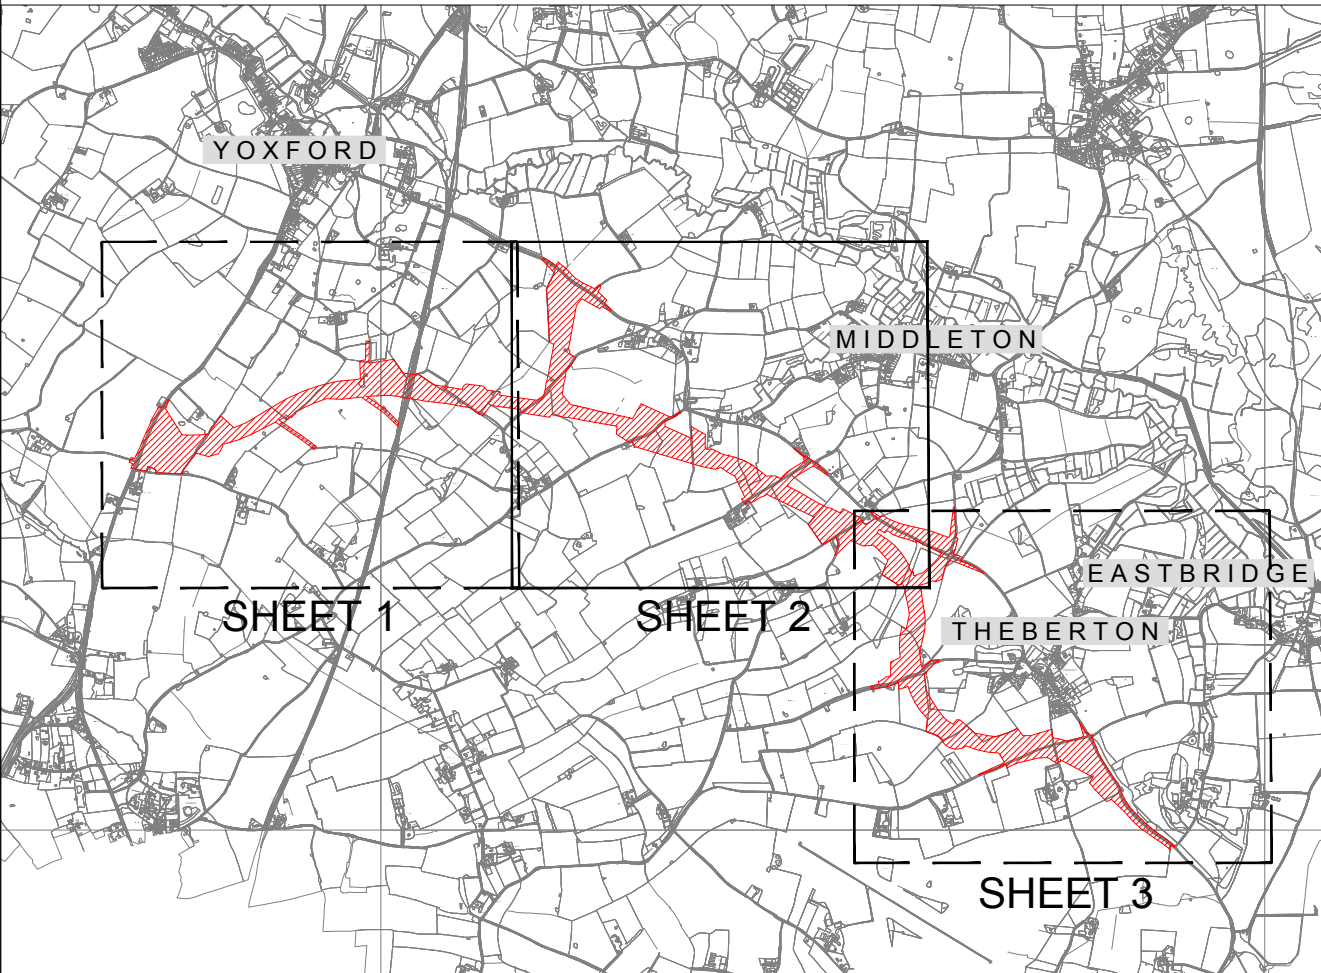 YOXFORD
MIDDLETON
EASTBRIDGE
SHEET 1
SHEET 2
THEBERTON
SHEET 3